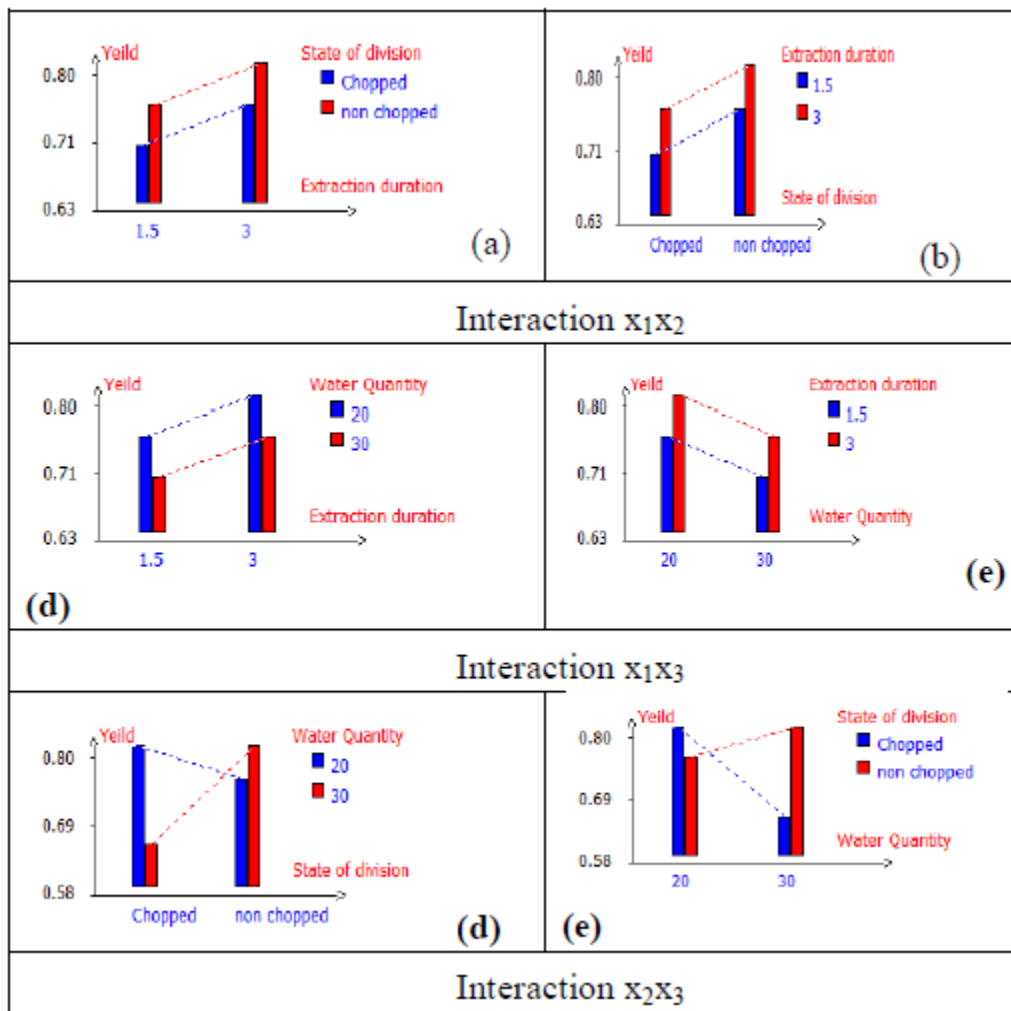 Yeild
State of division
Chopped
non chopped
0.80
0.71
0.63
Extraction duration
1.5 3
(a)
Yeild
Extraction duration
1.5
3
0.80
0.71
0.63
State of division
Chopped non chopped
(b)
Interaction x₁x₂
Yeild
Water Quantity
20
30
0.80
0.71
0.63
Extraction duration
1.5 3
(d)
Yeild
Extraction duration
1.5
3
0.80
0.71
0.63
Water Quantity
20 30
(e)
Interaction x₁x₃
Yeild
Water Quantity
20
30
0.80
0.69
0.58
State of division
Chopped non chopped
(d)
Yeild
State of division
Chopped
non chopped
0.80
0.69
0.58
Water Quantity
20 30
(e)
Interaction x₂x₃